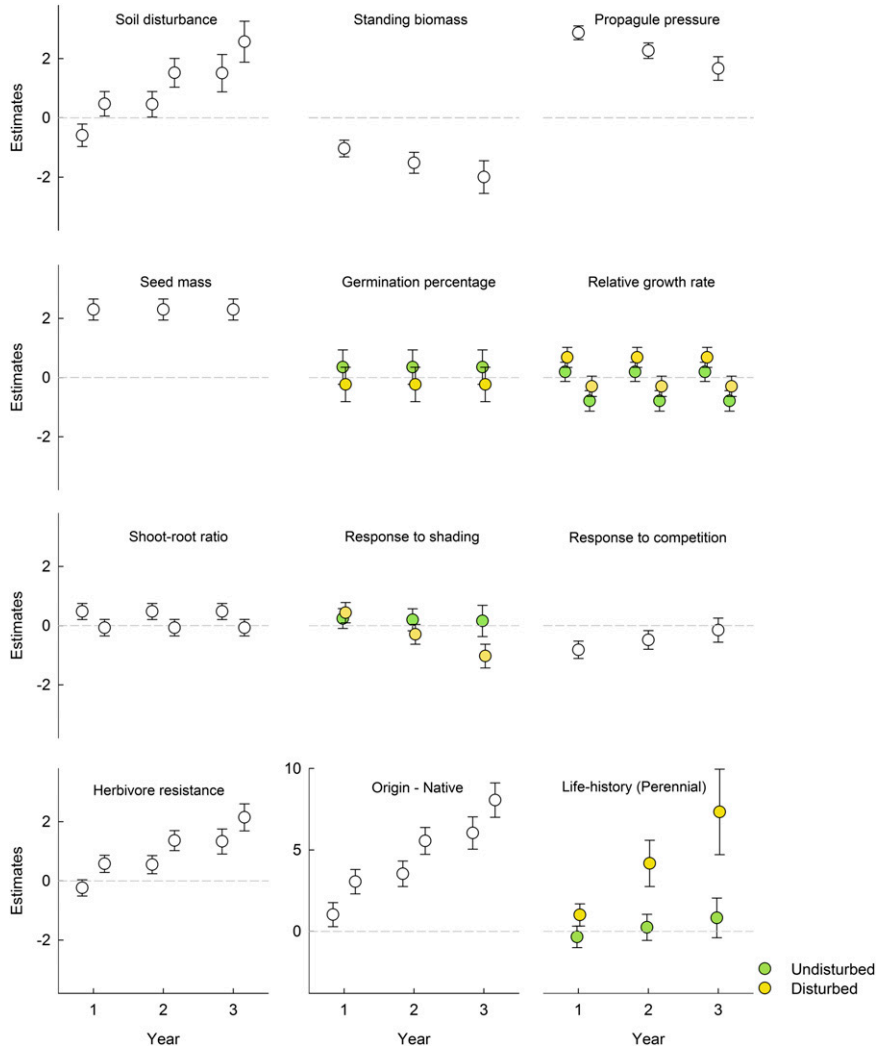 Soil disturbance Standing biomass Propagule pressure
Estimates
2
0
-2
Seed mass Germination percentage Relative growth rate
Estimates
2
0
-2
Shoot-root ratio Response to shading Response to competition
Estimates
2
0
-2
Herbivore resistance Origin - Native Life-history (Perennial)
Estimates
2
0
-2
10
5
0
1 2 3 1 2 3 1 2 3
Year Year Year
Undisturbed
Disturbed